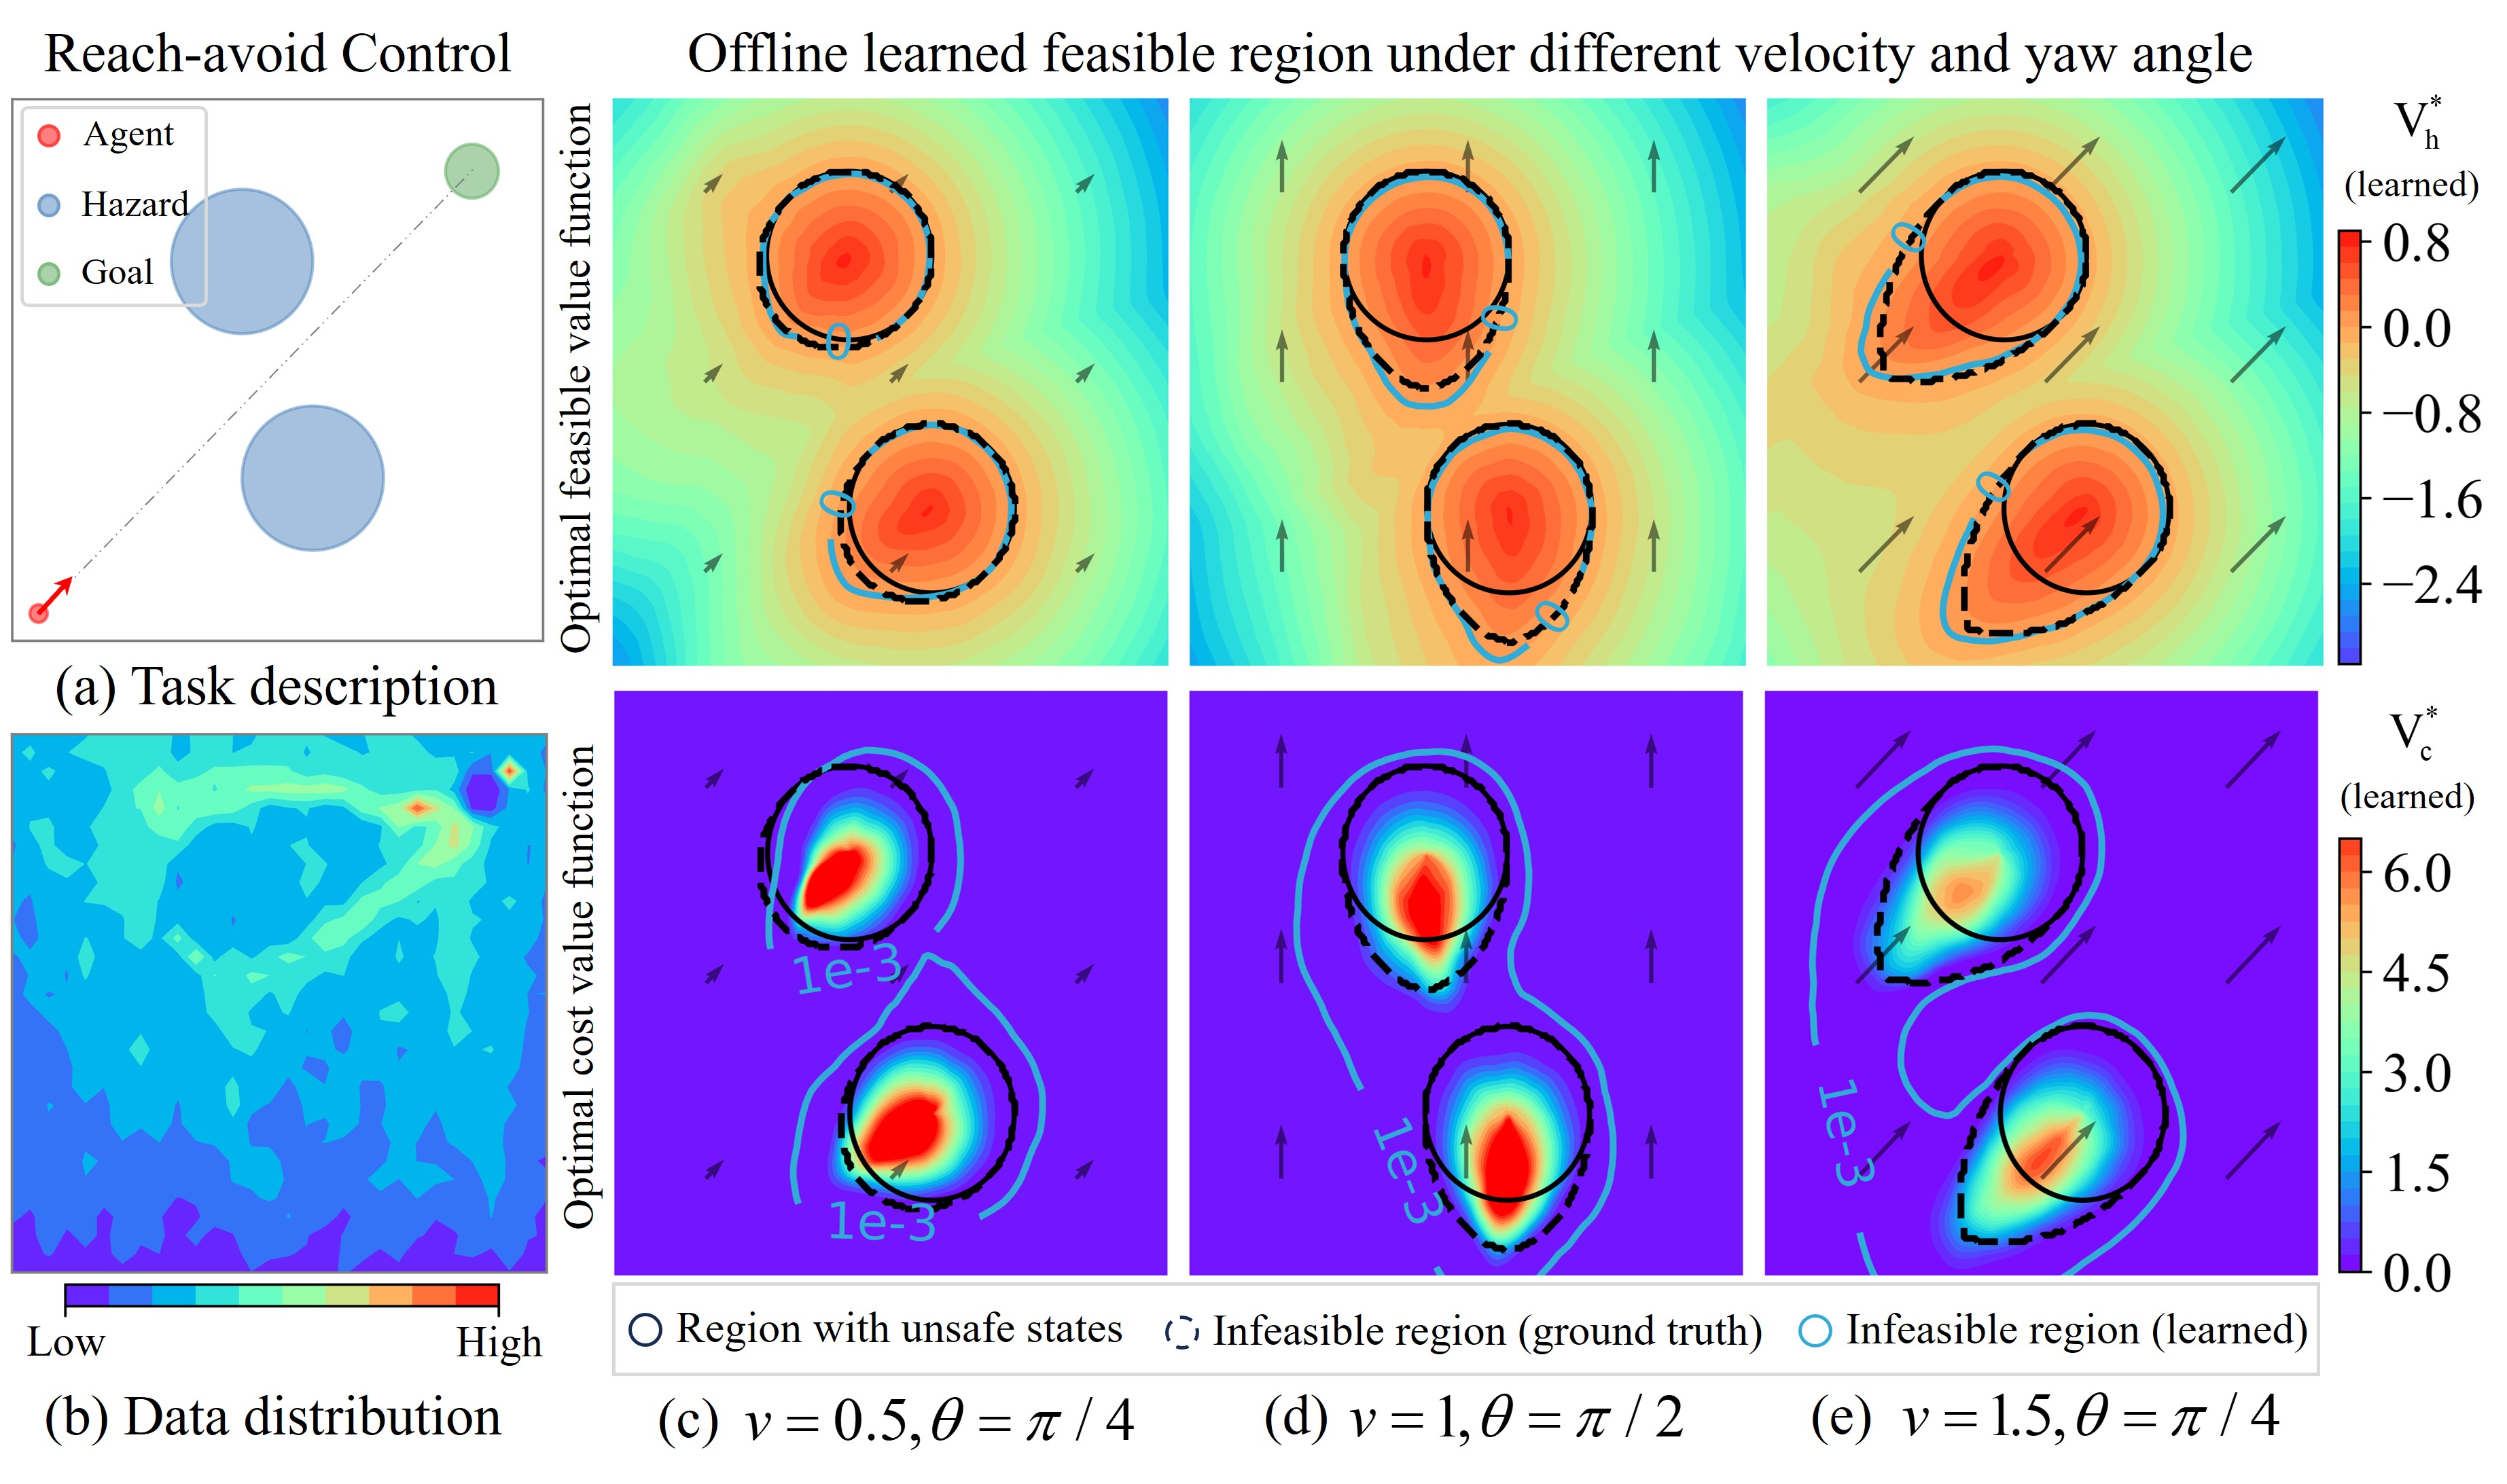 Reach-avoid Control
Offline learned feasible region under different velocity and yaw angle
Agent
Hazard
Goal
(a) Task description
Optimal feasible value function
V*h
(learned)
0.8
0.0
−0.8
−1.6
−2.4
Optimal cost value function
1e-3
1e-3
1e-3
1e-3
V*c
(learned)
6.0
4.5
3.0
1.5
0.0
Low
High
(b) Data distribution
Region with unsafe states
Infeasible region (ground truth)
Infeasible region (learned)
(c) v = 0.5, θ = π / 4
(d) v = 1, θ = π / 2
(e) v = 1.5, θ = π / 4